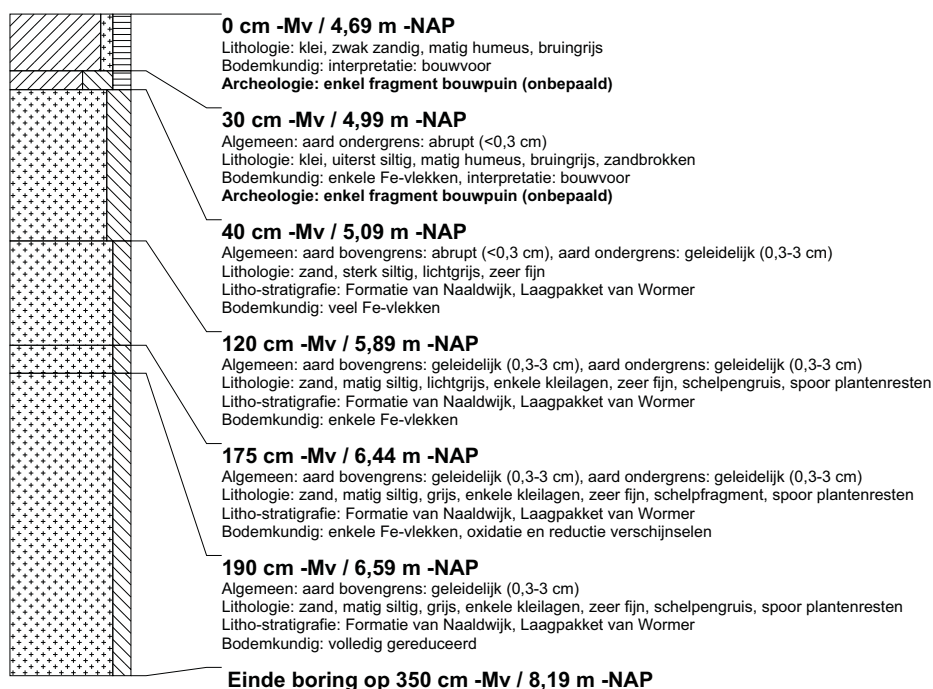 0 cm -Mv / 4,69 m -NAP
Lithologie: klei, zwak zandig, matig humeus, bruingrijs
Bodemkundig: interpretatie: bouwvoor
Archeologie: enkel fragment bouwpuin (onbepaald)
30 cm -Mv / 4,99 m -NAP
Algemeen: aard ondergrens: abrupt (<0,3 cm)
Lithologie: klei, uiterst siltig, matig humeus, bruingrijs, zandbrokken
Bodemkundig: enkele Fe-vlekken, interpretatie: bouwvoor
Archeologie: enkel fragment bouwpuin (onbepaald)
40 cm -Mv / 5,09 m -NAP
Algemeen: aard bovengrens: abrupt (<0,3 cm), aard ondergrens: geleidelijk (0,3-3 cm)
Lithologie: zand, sterk siltig, lichtgrijs, zeer fijn
Litho-stratigrafie: Formatie van Naaldwijk, Laagpakket van Wormer
Bodemkundig: veel Fe-vlekken
120 cm -Mv / 5,89 m -NAP
Algemeen: aard bovengrens: geleidelijk (0,3-3 cm), aard ondergrens: geleidelijk (0,3-3 cm)
Lithologie: zand, matig siltig, lichtgrijs, enkele kleilagen, zeer fijn, schelpengruis, spoor plantenresten
Litho-stratigrafie: Formatie van Naaldwijk, Laagpakket van Wormer
Bodemkundig: enkele Fe-vlekken
175 cm -Mv / 6,44 m -NAP
Algemeen: aard bovengrens: geleidelijk (0,3-3 cm), aard ondergrens: geleidelijk (0,3-3 cm)
Lithologie: zand, matig siltig, grijs, enkele kleilagen, zeer fijn, schelpfragment, spoor plantenresten
Litho-stratigrafie: Formatie van Naaldwijk, Laagpakket van Wormer
Bodemkundig: enkele Fe-vlekken, oxidatie en reductie verschijnselen
190 cm -Mv / 6,59 m -NAP
Algemeen: aard bovengrens: geleidelijk (0,3-3 cm)
Lithologie: zand, matig siltig, grijs, enkele kleilagen, zeer fijn, schelpengruis, spoor plantenresten
Litho-stratigrafie: Formatie van Naaldwijk, Laagpakket van Wormer
Bodemkundig: volledig gereduceerd
Einde boring op 350 cm -Mv / 8,19 m -NAP